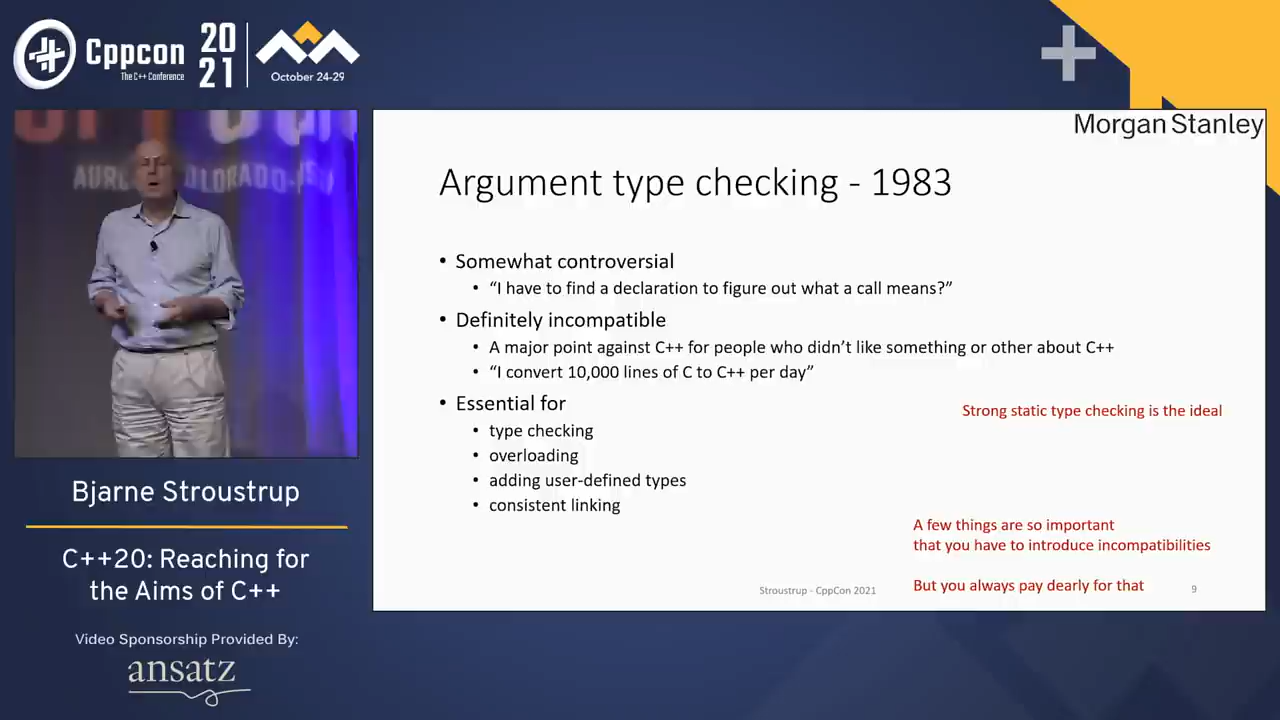 Cppcon
The C++ Conference
20
21
October 24-29
Morgan Stanley
Argument type checking - 1983
• Somewhat controversial
• “I have to find a declaration to figure out what a call means?”
• Definitely incompatible
• A major point against C++ for people who didn’t like something or other about C++
• “I convert 10,000 lines of C to C++ per day”
• Essential for
• type checking
• overloading
• adding user-defined types
• consistent linking
Strong static type checking is the ideal
A few things are so important
that you have to introduce incompatibilities
But you always pay dearly for that
Stroustrup - CppCon 2021
9
Bjarne Stroustrup
C++20: Reaching for
the Aims of C++
Video Sponsorship Provided By:
ansatz